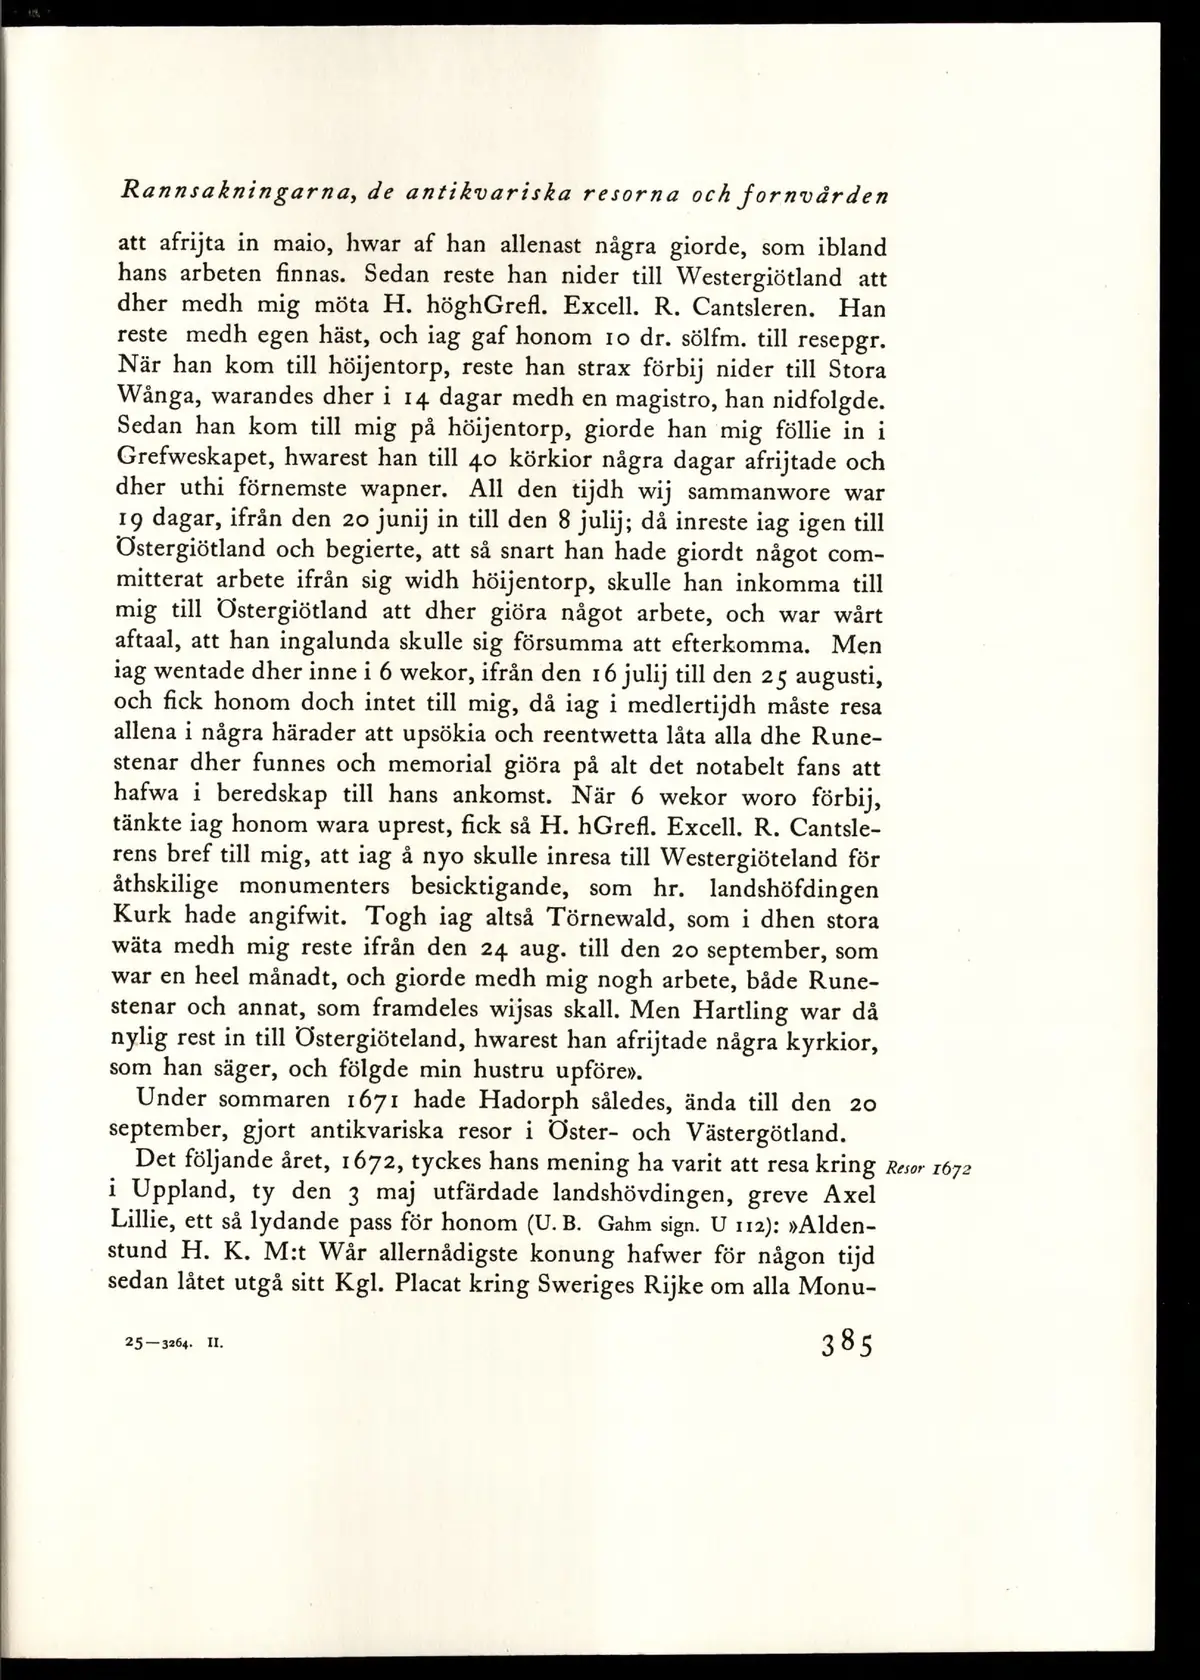 Rannsakningarna, de antikvariska resorna och fornvården
att afrijta in maio, hwar af han allenast några giorde, som ibland
hans arbeten finnas. Sedan reste han nider till Westergiötland att
dher medh mig möta H. höghGrefl. Excell. R. Cantsleren. Han
reste medh egen häst, och iag gaf honom 10 dr. sölfm. till resepgr.
När han kom till höijentorp, reste han strax förbij nider till Stora
Wånga, warandes dher i 14 dagar medh en magistro, han nidfolgde.
Sedan han kom till mig på höijentorp, giorde han mig föllie in i
Grefweskapet, hwarest han till 40 körkior några dagar afrijtade och
dher uthi förnemste wapner. All den tijdh wij sammanwore war
19 dagar, ifrån den 20 junij in till den 8 julij; då inreste iag igen till
Östergiötland och begierte, att så snart han hade giordt något com-
mitterat arbete ifrån sig widh höijentorp, skulle han inkomma till
mig till Östergiötland att dher giöra något arbete, och war wårt
aftaal, att han ingalunda skulle sig försumma att efterkomma. Men
iag wentade dher inne i 6 wekor, ifrån den 16 julij till den 25 augusti,
och fick honom doch intet till mig, då iag i medlertijdh måste resa
allena i några härader att upsökia och reentwetta låta alla dhe Rune-
stenar dher funnes och memorial giöra på alt det notabelt fans att
hafwa i beredskap till hans ankomst. När 6 wekor woro förbij,
tänkte iag honom wara uprest, fick så H. hGrefl. Excell. R. Cantsle-
rens bref till mig, att iag å nyo skulle inresa till Westergiöteland för
åthskilige monumenters besicktigande, som hr. landshöfdingen
Kurk hade angifwit. Togh iag altså Törnewald, som i dhen stora
wäta medh mig reste ifrån den 24 aug. till den 20 september, som
war en heel månadt, och giorde medh mig nogh arbete, både Rune-
stenar och annat, som framdeles wijsas skall. Men Hartling war då
nylig rest in till Östergiöteland, hwarest han afrijtade några kyrkior,
som han säger, och fölgde min hustru upföre».
Under sommaren 1671 hade Hadorph således, ända till den 20
september, gjort antikvariska resor i Öster- och Västergötland.
Det följande året, 1672, tyckes hans mening ha varit att resa kring Resor 1672
i Uppland, ty den 3 maj utfärdade landshövdingen, greve Axel
Lillie, ett så lydande pass för honom (U. B. Gahm sign. U 112): »Alden-
stund H. K. M:t Wår allernådigste konung hafwer för någon tijd
sedan låtet utgå sitt Kgl. Placat kring Sweriges Rijke om alla Monu-
25—3264. II.
385